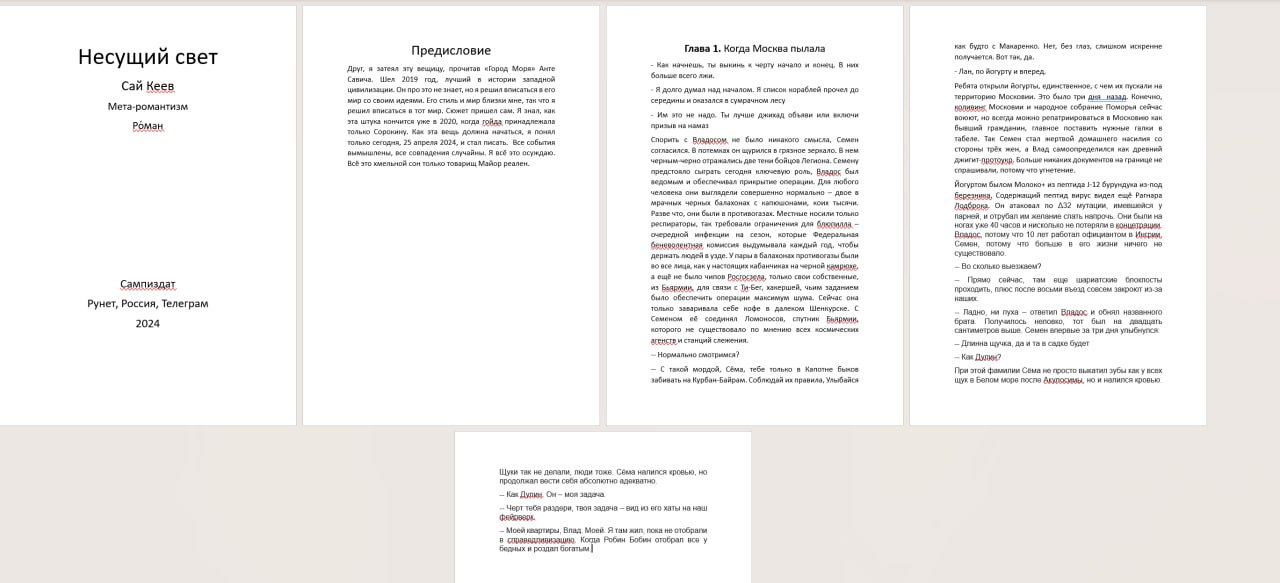 Несущий свет
Сай Кеев
Мета-романтизм
Ро́ман
Сампиздат
Рунет, Россия, Телеграм
2024
Предисловие
Друг, я затеял эту вещицу, прочитав «Город Моря» Анте
Савича. Шел 2019 год, лучший в истории западной
цивилизации. Он про это не знает, но я решил вписаться в его
мир со своими идеями. Его стиль и мир близки мне, так что я
решил вписаться в тот мир. Сюжет пришел сам. Я знал, как
эта штука кончится уже в 2020, когда гойда принадлежала
только Сорокину. Как эта вещь должна начаться, я понял
только сегодня, 25 апреля 2024, и стал писать. Все события
вымышлены, все совпадения случайны. Я всё это осуждаю.
Всё это хмельной сон только товарищ Майор реален.
Глава 1. Когда Москва пылала
- Как начнешь, ты выкинь к черту начало и конец. В них
больше всего лжи.
- Я долго думал над началом. Я список кораблей прочел до
середины и оказался в сумрачном лесу
- Им это не надо. Ты лучше джихад объяви или включи
призыв на намаз
Спорить с Владосом не было никакого смысла, Семен
согласился. В потемках он щурился в грязное зеркало. В нем
черным-черно отражались две тени бойцов Легиона. Семену
предстояло сыграть сегодня ключевую роль, Владос был
ведомым и обеспечивал прикрытие операции. Для любого
человека они выглядели совершенно нормально – двое в
мрачных черных балахонах с капюшонами, коих тысячи.
Разве что, они были в противогазах. Местные носили только
респираторы, так требовали ограничения для блюпилла –
очередной инфекции на сезон, которые Федеральная
беневолентная комиссия выдумывала каждый год, чтобы
держать людей в узде. У пары в балахонах противогазы были
во все лица, как у настоящих кабанчиках на черной камрюхе,
а ещё не было чипов Росгосзела, только свои собственные,
из Бьярмии, для связи с Ти-Бег, хакершей, чьим заданием
было обеспечить операции максимум шума. Сейчас она
только заваривала себе кофе в далеком Шенкурске. С
Семеном её соединял Ломоносов, спутник Бьярмии,
которого не существовало по мнению всех космических
агенств и станций слежения.
-- Нормально смотримся?
-- С такой мордой, Сёма, тебе только в Капотне быков
забивать на Курбан-Байрам. Соблюдай их правила, Улыбайся
как будто с Макаренко. Нет, без глаз, слишком искренне
получается. Вот так, да.
- Лан, по йогурту и вперед.
Ребята открыли йогурты, единственное, с чем их пускали на
территорию Московии. Это было три дня назад. Конечно,
коливинг Московии и народное собрание Поморья сейчас
воюют, но всегда можно репатриироваться в Московию как
бывший гражданин, главное поставить нужные галки в
табеле. Так Семен стал жертвой домашнего насилия со
стороны трёх жен, а Влад самоопределился как древний
джигит-протоукр. Больше никаких документов на границе не
спрашивали, потому что угнетение.
Йогуртом былом Молоко+ из пептида J-12 бурундука из-под
березника. Содержащий пептид вирус видел ещё Рагнара
Лодброка. Он атаковал по Δ32 мутации, имевшейся у
парней, и отрубал им желание спать напрочь. Они были на
ногах уже 40 часов и нисколько не потеряли в концетрации.
Владос, потому что 10 лет работал официантом в Ингрии,
Семен, потому что больше в его жизни ничего не
существовало.
-- Во сколько выезжаем?
-- Прямо сейчас, там еще шариатские блокпосты
проходить, плюс после восьми въезд совсем закроют из-за
наших.
-- Ладно, ни пуха – ответил Владос и обнял названного
брата. Получилось неловко, тот был на двадцать
сантиметров выше. Семен впервые за три дня улыбнулся:
-- Длинна щучка, да и та в садке будет
-- Как Дулин?
При этой фамилии Сёма не просто выкатил зубы как у всех
щук в Белом море после Акулосимы, но и налился кровью.
Щуки так не делали, люди тоже. Сёма налился кровью, но
продолжал вести себя абсолютно адекватно.
-- Как Дулин. Он – моя задача.
-- Черт тебя раздери, твоя задача – вид из его хаты на наш
фейрверк.
-- Моей квартиры, Влад. Моей. Я там жил, пока не отобрали
в справедливизацию. Когда Робин Бобин отобрал все у
бедных и роздал богатым.